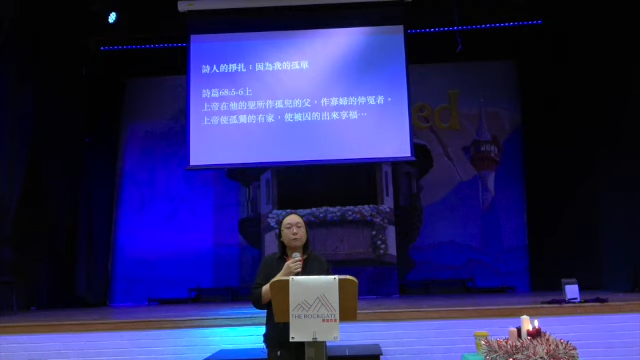 詩人的掙扎：因為我的孤單
詩篇68:5-6上
上帝在他的聖所作孤兒的父，作寡婦的伸冤者。
上帝使孤獨的有家，使被囚的出來享福…
ed
THE ROCKGATE